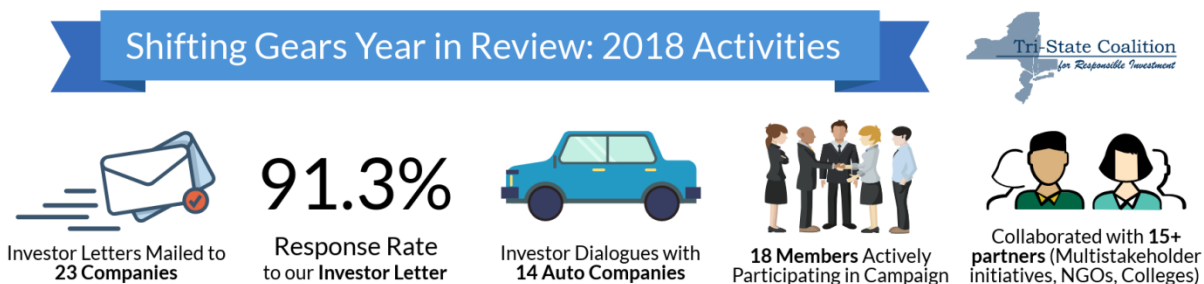 Shifting Gears Year in Review: 2018 Activities
Tri-State Coalition
for Responsible Investment
Investor Letters Mailed to
23 Companies
91.3%
Response Rate
to our Investor Letter
Investor Dialogues with
14 Auto Companies
18 Members Actively
Participating in Campaign
Collaborated with 15+
partners (Multistakeholder
initiatives, NGOs, Colleges)